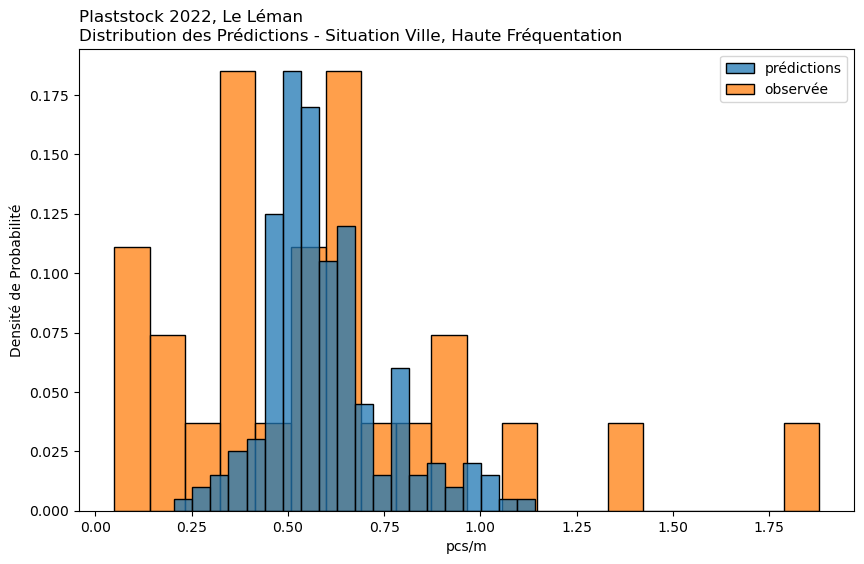 Plaststock 2022, Le Léman
Distribution des Prédictions - Situation Ville, Haute Fréquentation
prédictions
observée
Densité de Probabilité
0.175
0.150
0.125
0.100
0.075
0.050
0.025
0.000
0.00 0.25 0.50 0.75 1.00 1.25 1.50 1.75
pcs/m